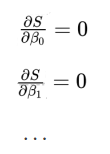 ∂S/∂β₀ = 0
∂S/∂β₁ = 0
...